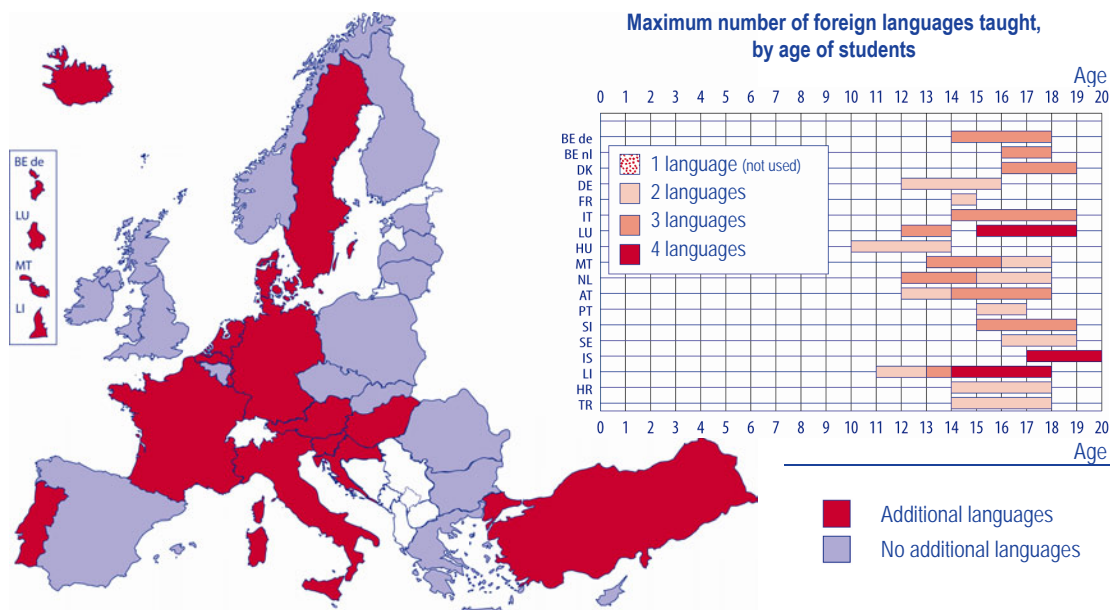 Maximum number of foreign languages taught,
by age of students
Age
0 1 2 3 4 5 6 7 8 9 10 11 12 13 14 15 16 17 18 19 20
BE de
BE nl
DK
DE
FR
IT
LU
HU
MT
NL
AT
PT
SI
SE
IS
LI
HR
TR
1 language (not used)
2 languages
3 languages
4 languages
0 1 2 3 4 5 6 7 8 9 10 11 12 13 14 15 16 17 18 19 20
Age
BE de
LU
MT
LI
Additional languages
No additional languages